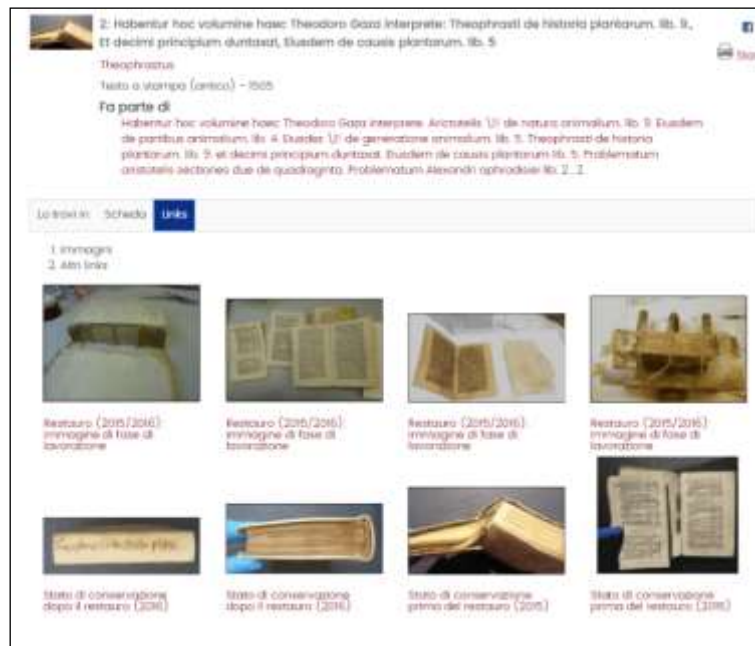 2: Habentur hoc volumine haec Theodoro Gaza interprete: Theophrasti de historia plantarum. lib. 9.,
Et decimi principium duntaxat, Eiusdem de causis plantarum. lib. 5
Theophrastus
Testo a stampa (antico) - 1505
Fa parte di
Habentur hoc volumine haec Theodoro Gaza interprete. Aristotelis de natura animalium. lib. 9. Eiusdem
de partibus animalium. lib. 4. Eiusdez de generatione animalium. lib. 5. Theophrasti de historia
plantarum. lib. 9. et decimi principium duntaxat. Eiusdem de causis plantarum lib. 5. Problematum
aristotelis sectiones duae de quadraginta. Problematum Alexandri aphrodisiei lib. 2... 2
Lo trovi in Scheda Links
1. Immagini
2. Altri links
Restauro (2015/2016):
immagine di fase di
lavorazione
Restauro (2015/2016):
immagine di fase di
lavorazione
Restauro (2015/2016):
immagine di fase di
lavorazione
Restauro (2015/2016):
immagine di fase di
lavorazione
Stato di conservazione
dopo il restauro (2016)
Stato di conservazione
dopo il restauro (2016)
Stato di conservazione
prima del restauro (2015)
Stato di conservazione
prima del restauro (2015)